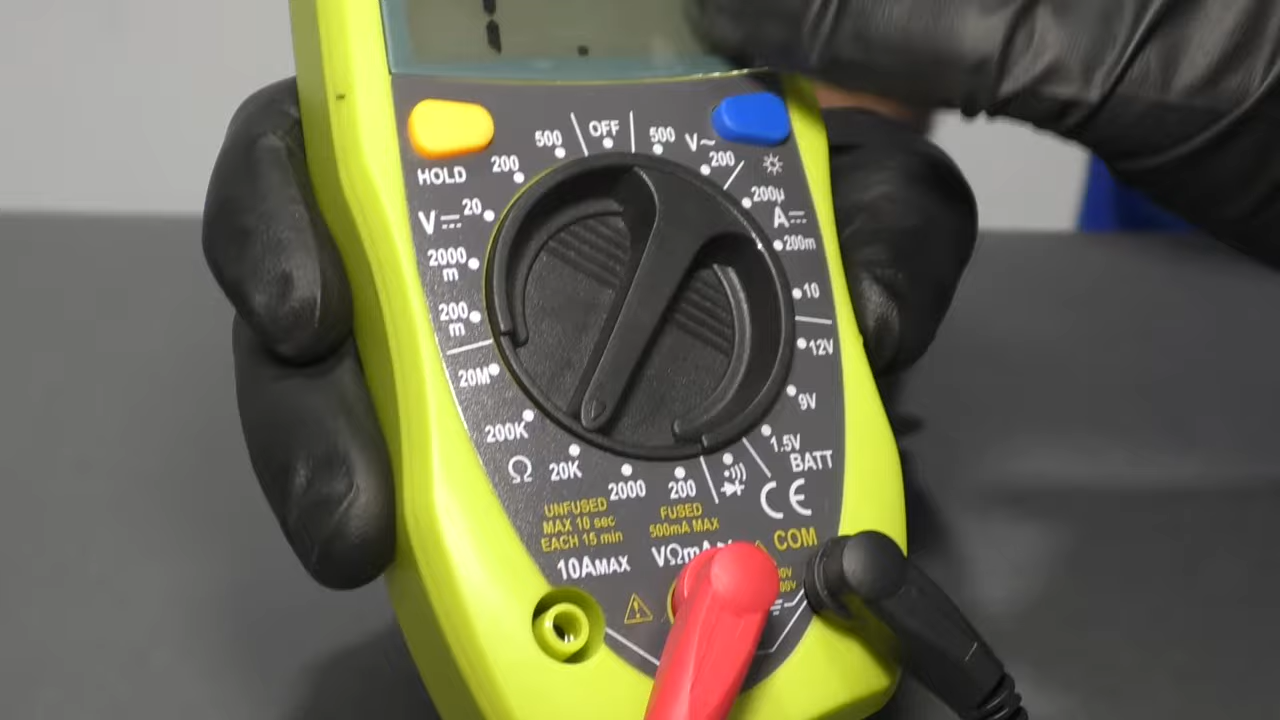 OFF
500
500
V~
200
200
HOLD
200µ
20
V
A
200m
2000
m
10
200
m
12V
20M
9V
200K
1.5V
BATT
Ω
20K
2000
200
CE
UNFUSED
MAX 10 sec
EACH 15 min
FUSED
500mA MAX
COM
10AMAX
VΩm